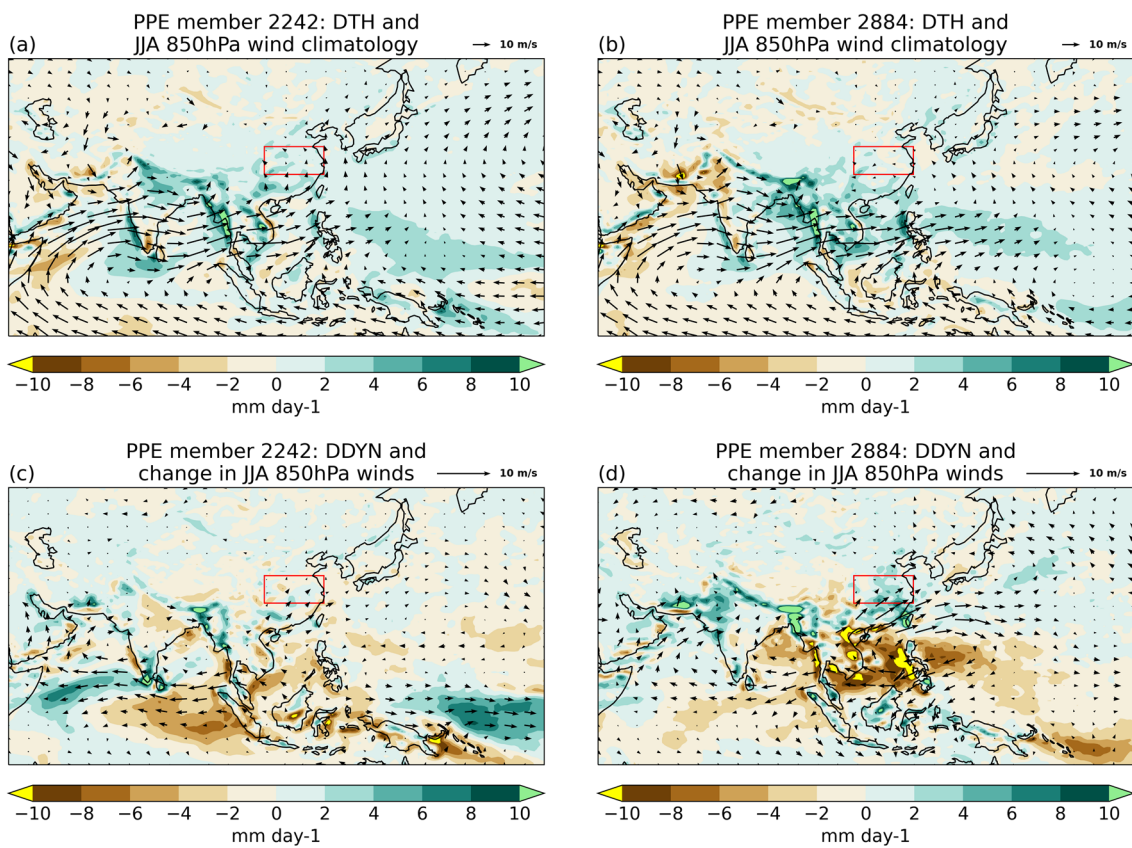 PPE member 2242: DTH and
(a) JJA 850hPa wind climatology 10 m/s
−10 −8 −6 −4 −2 0 2 4 6 8 10
mm day-1
PPE member 2884: DTH and
(b) JJA 850hPa wind climatology 10 m/s
−10 −8 −6 −4 −2 0 2 4 6 8 10
mm day-1
PPE member 2242: DDYN and
(c) change in JJA 850hPa winds 10 m/s
−10 −8 −6 −4 −2 0 2 4 6 8 10
mm day-1
PPE member 2884: DDYN and
(d) change in JJA 850hPa winds 10 m/s
−10 −8 −6 −4 −2 0 2 4 6 8 10
mm day-1